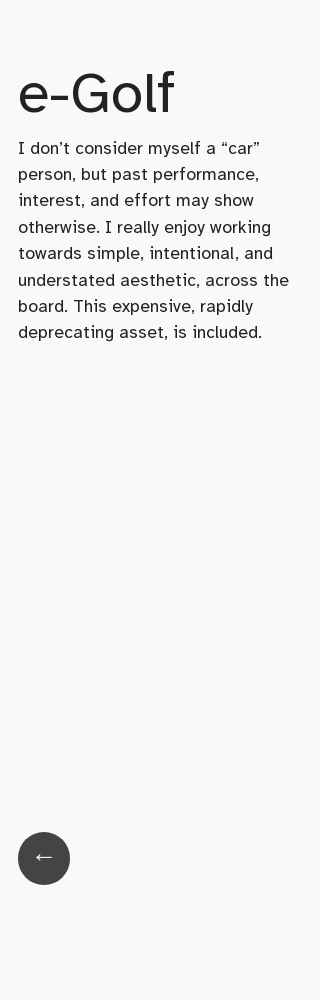 e-Golf
I don’t consider myself a “car”
person, but past performance,
interest, and effort may show
otherwise. I really enjoy working
towards simple, intentional, and
understated aesthetic, across the
board. This expensive, rapidly
deprecating asset, is included.
←